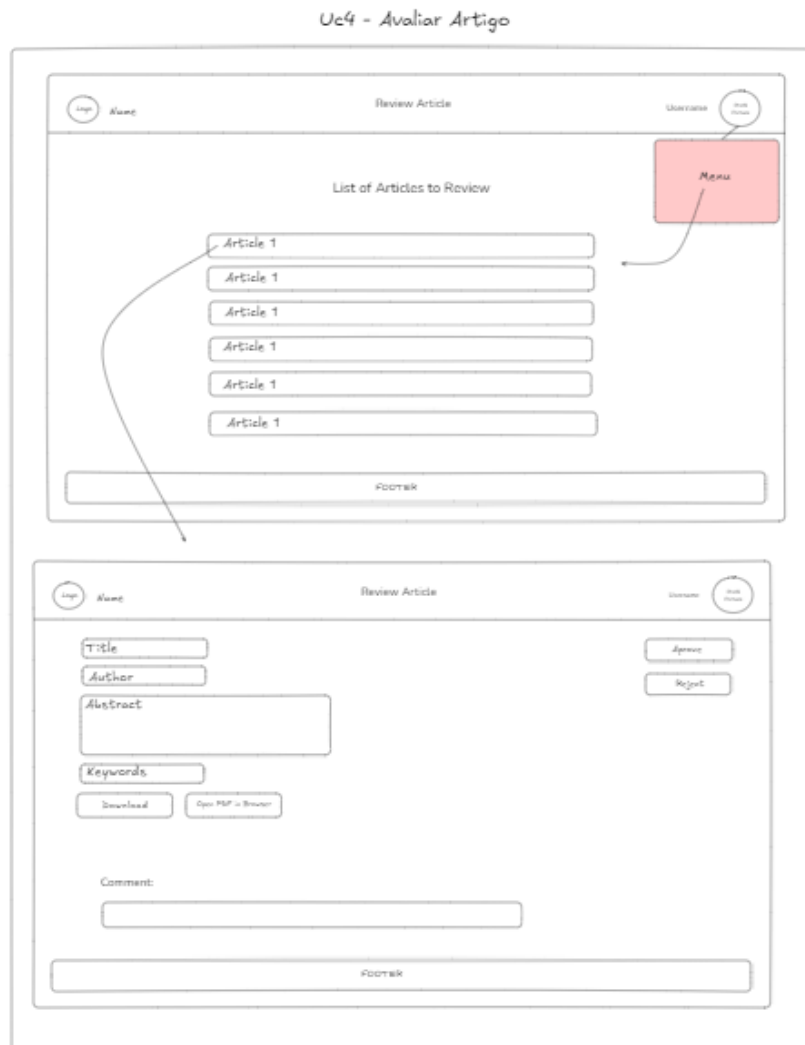 Uc4 - Avaliar Artigo
Logo
Name
Review Article
Username
Menu
List of Articles to Review
Article 1
Article 1
Article 1
Article 1
Article 1
Article 1
FOOTER
Logo
Name
Review Article
Username
Title
Aprove
Author
Reject
Abstract
Keywords
Download
Open PDF in Browser
Comment:
FOOTER